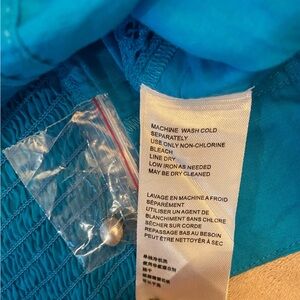 MACHINE WASH COLD
SEPARATELY
USE ONLY NON-CHLORINE
BLEACH
LINE DRY
LOW IRON AS NEEDED
MAY BE DRY CLEANED
LAVAGE EN MACHINE A FROID
SÉPARÉMENT
UTILISER UN AGENT DE
BLANCHIMENT SANS CHLORE
SÉCHER SUR CORDE
REPASSAGE BAS AU BESOIN
PEUT ÊTRE NETTOYÉ À SEC